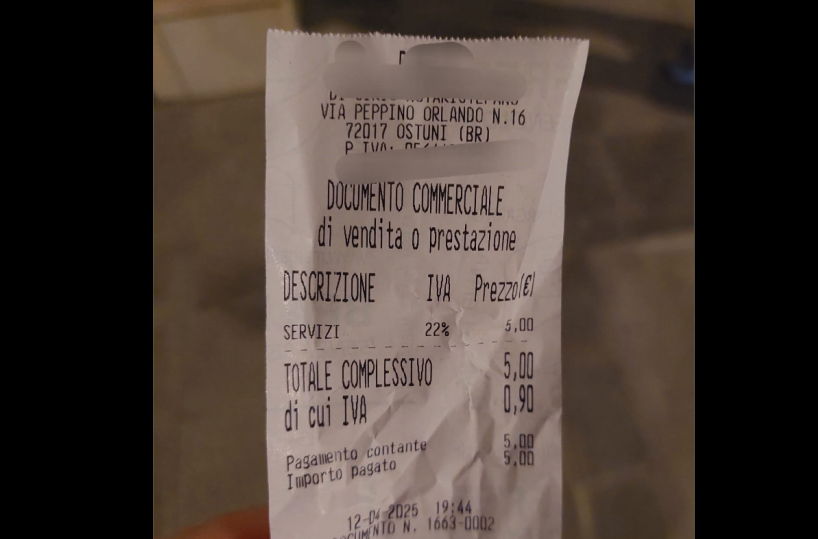 VIA PEPPINO ORLANDO N.16
72017 OSTUNI (BR)
P.IVA:
DOCUMENTO COMMERCIALE
di vendita o prestazione
DESCRIZIONE IVA Prezzo(€)
SERVIZI 22% 5,00
TOTALE COMPLESSIVO 5,00
di cui IVA 0,90
Pagamento contante 5,00
Importo pagato 5,00
12-04-2025 19:44
DOCUMENTO N. 1663-0002